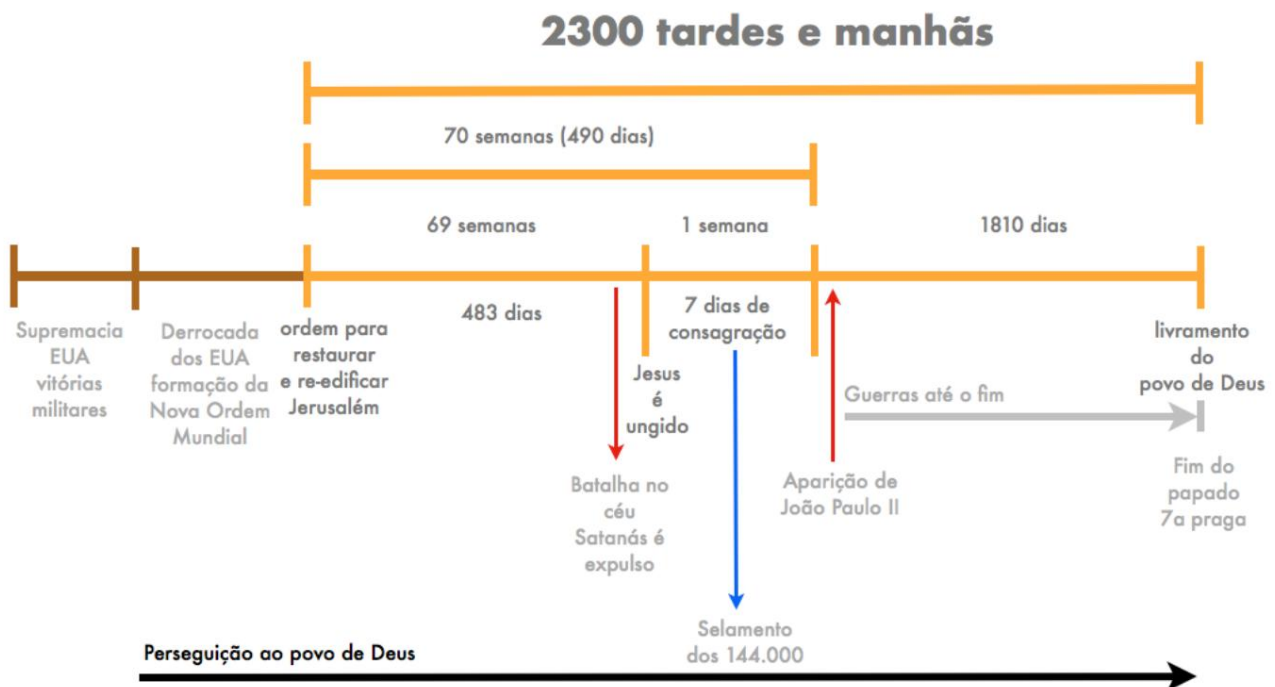 2300 tardes e manhãs
70 semanas (490 dias)
69 semanas
1 semana
1810 dias
483 dias
7 dias de
consagração
Supremacia
EUA
vitórias
militares
Derrocada
dos EUA
formação da
Nova Ordem
Mundial
ordem para
restaurar
e re-edificar
Jerusalém
Jesus
é
ungido
livramento
do
povo de Deus
Guerras até o fim
Batalha no
céu
Satanás é
expulso
Aparição de
João Paulo II
Fim do
papado
7a praga
Selamento
dos 144.000
Perseguição ao povo de Deus